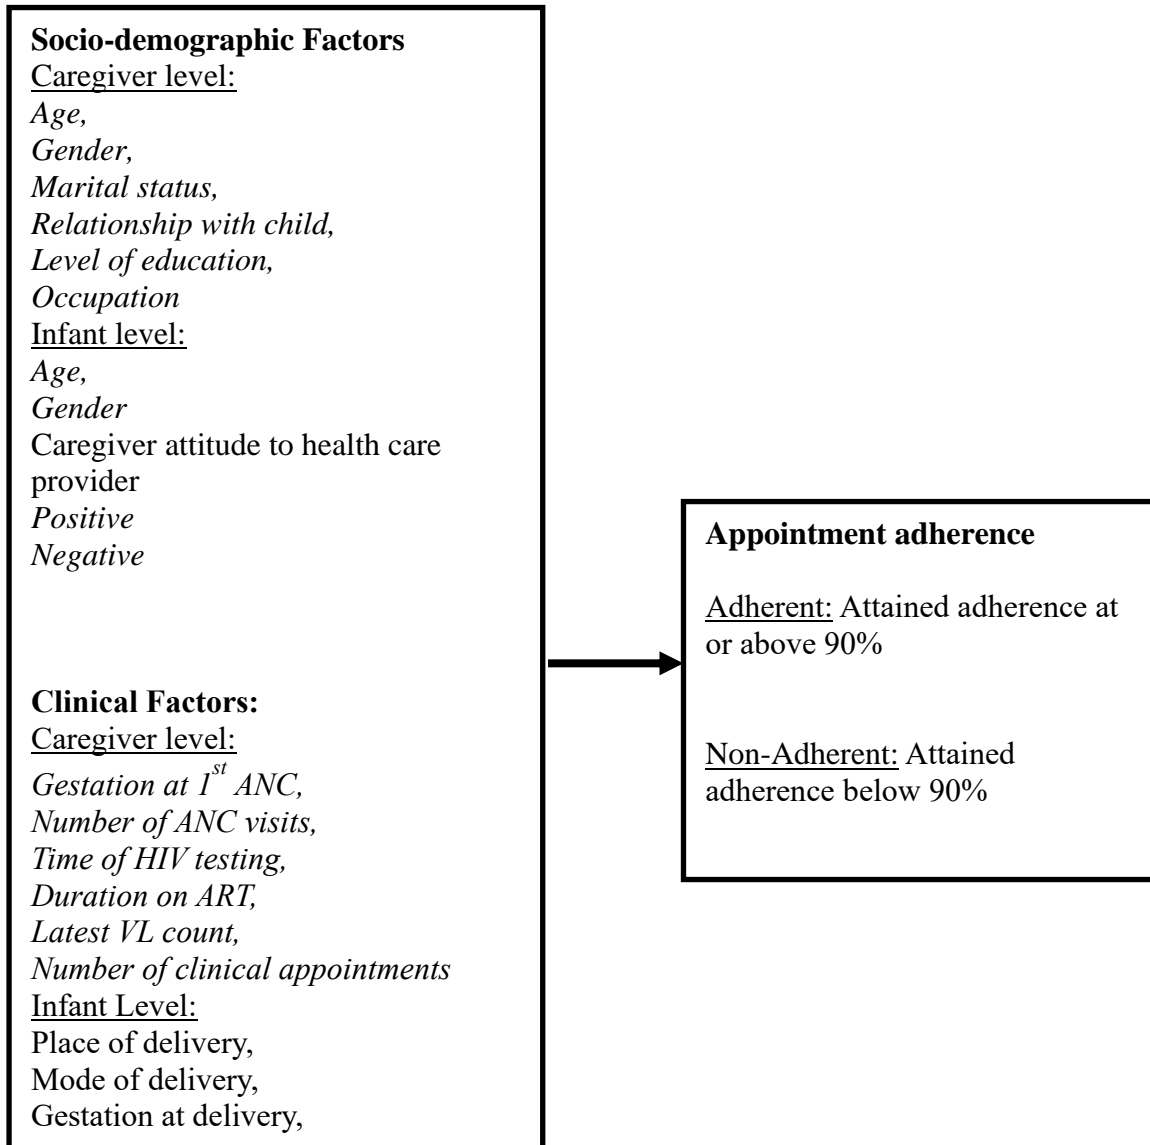 Socio-demographic Factors
Caregiver level:
Age,
Gender,
Marital status,
Relationship with child,
Level of education,
Occupation
Infant level:
Age,
Gender
Caregiver attitude to health care
provider
Positive
Negative
Clinical Factors:
Caregiver level:
Gestation at 1st ANC,
Number of ANC visits,
Time of HIV testing,
Duration on ART,
Latest VL count,
Number of clinical appointments
Infant Level:
Place of delivery,
Mode of delivery,
Gestation at delivery,
Appointment adherence
Adherent: Attained adherence at
or above 90%
Non-Adherent: Attained
adherence below 90%